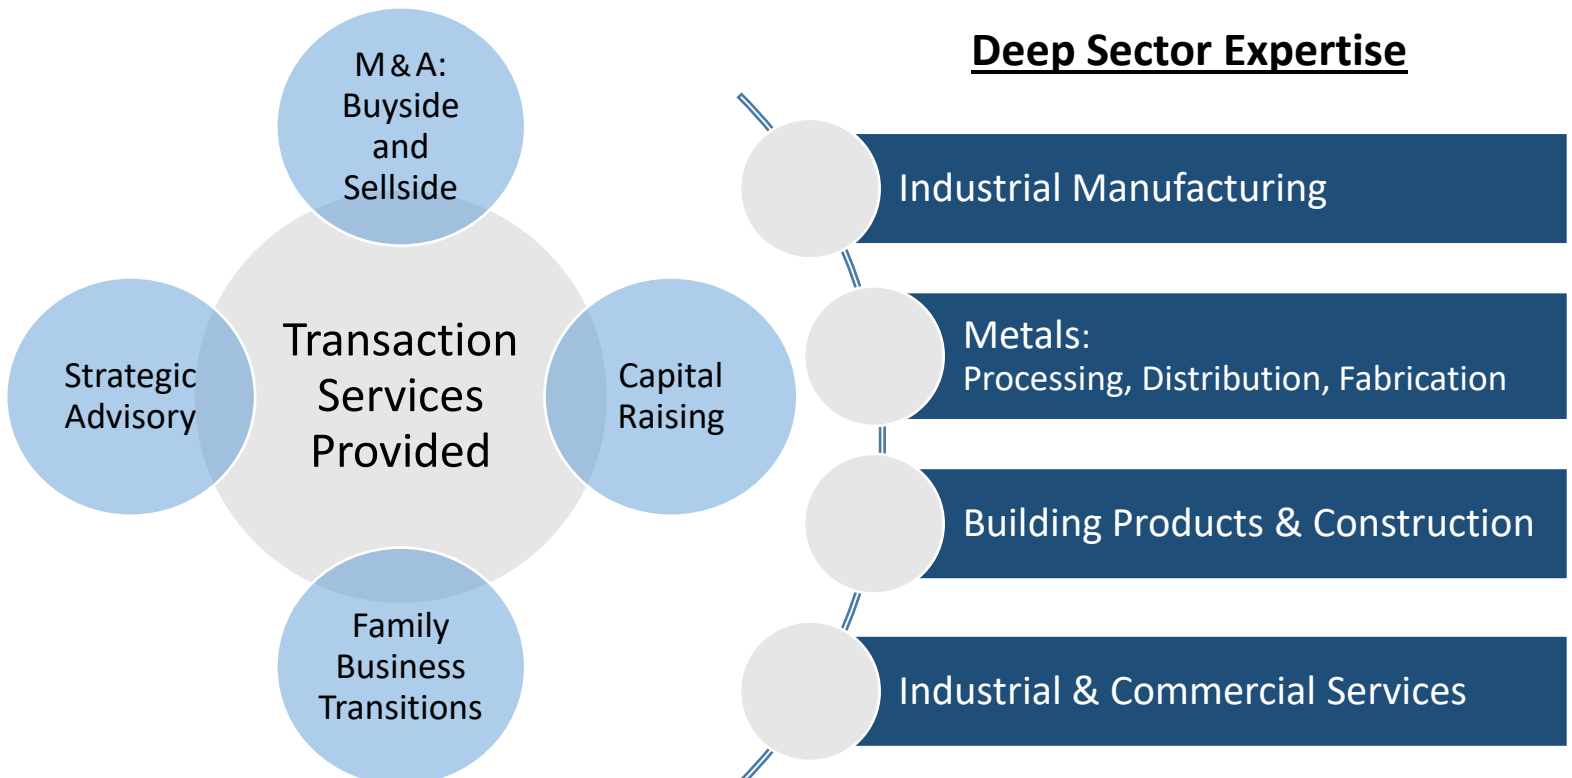 M & A:
Buyside
and
Sellside
Strategic
Advisory
Transaction
Services
Provided
Capital
Raising
Family
Business
Transitions
Deep Sector Expertise
Industrial Manufacturing
Metals:
Processing, Distribution, Fabrication
Building Products & Construction
Industrial & Commercial Services